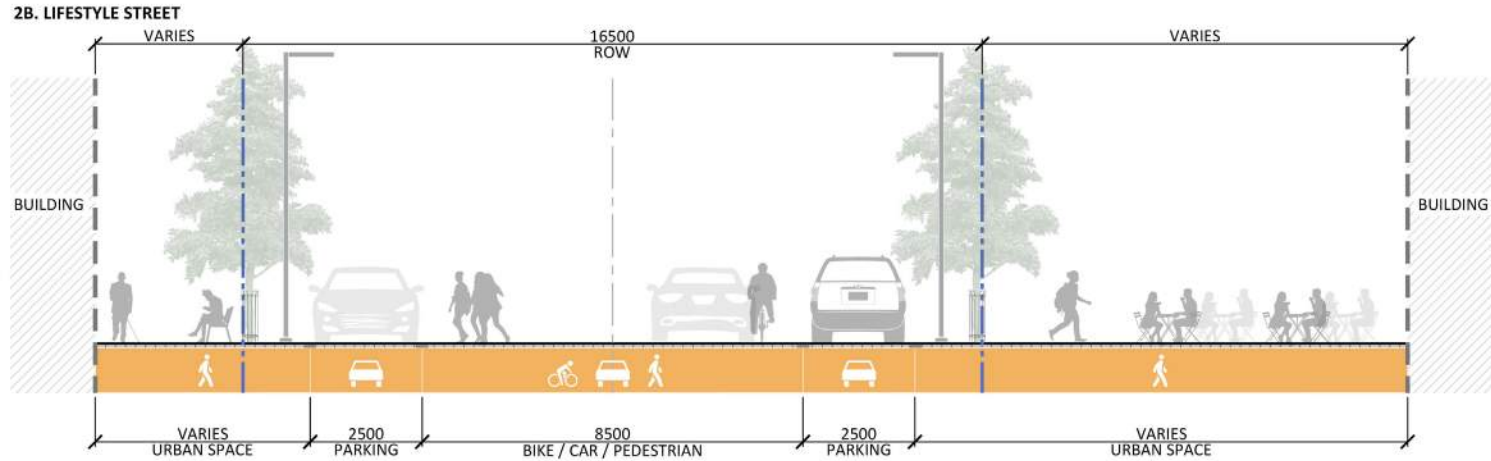 2B. LIFESTYLE STREET
VARIES
16500
ROW
VARIES
BUILDING
BUILDING
VARIES
URBAN SPACE
2500
PARKING
8500
BIKE / CAR / PEDESTRIAN
2500
PARKING
VARIES
URBAN SPACE